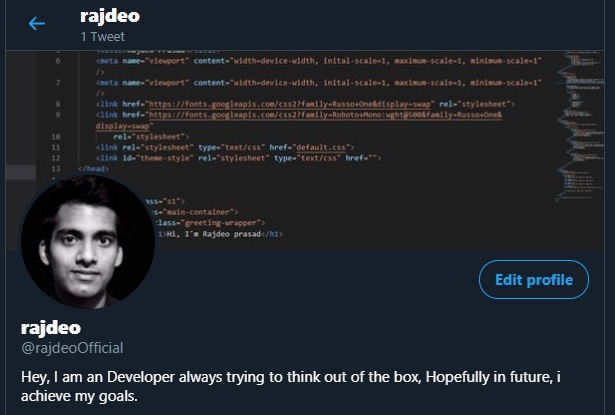 rajdeo
1 Tweet
6 <meta name="viewport" content="width=device-width, inital-scale=1, maximum-scale=1, minimum-scale=1"
/>
7 <meta name="viewport" content="width=device-width, inital-scale=1, maximum-scale=1, minimum-scale=1"
/>
8 <link href="https://fonts.googleapis.com/css2?family=Russo+One&display=swap" rel="stylesheet">
9 <link href="https://fonts.googleapis.com/css2?family=Roboto+Mono:wght@500&family=Russo+One&
display=swap"
10 rel="stylesheet">
11 <link rel="stylesheet" type="text/css" href="default.css">
12 <link id="theme-style" rel="stylesheet" type="text/css" href="">
13 </head>
ass="s1">
s="main-container">
lass="greeting-wrapper">
1>Hi, I'm Rajdeo prasad</h1>
Edit profile
rajdeo
@rajdeoOfficial
Hey, I am an Developer always trying to think out of the box, Hopefully in future, i
achieve my goals.